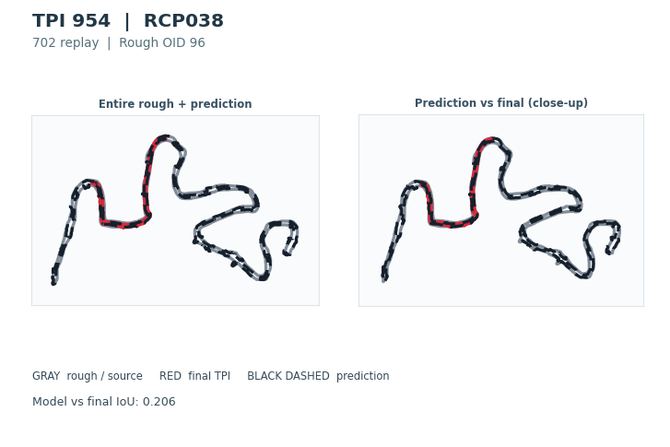 TPI 954 | RCP038
702 replay | Rough OID 96
Entire rough + prediction
Prediction vs final (close-up)
GRAY rough / source RED final TPI BLACK DASHED prediction
Model vs final IoU: 0.206